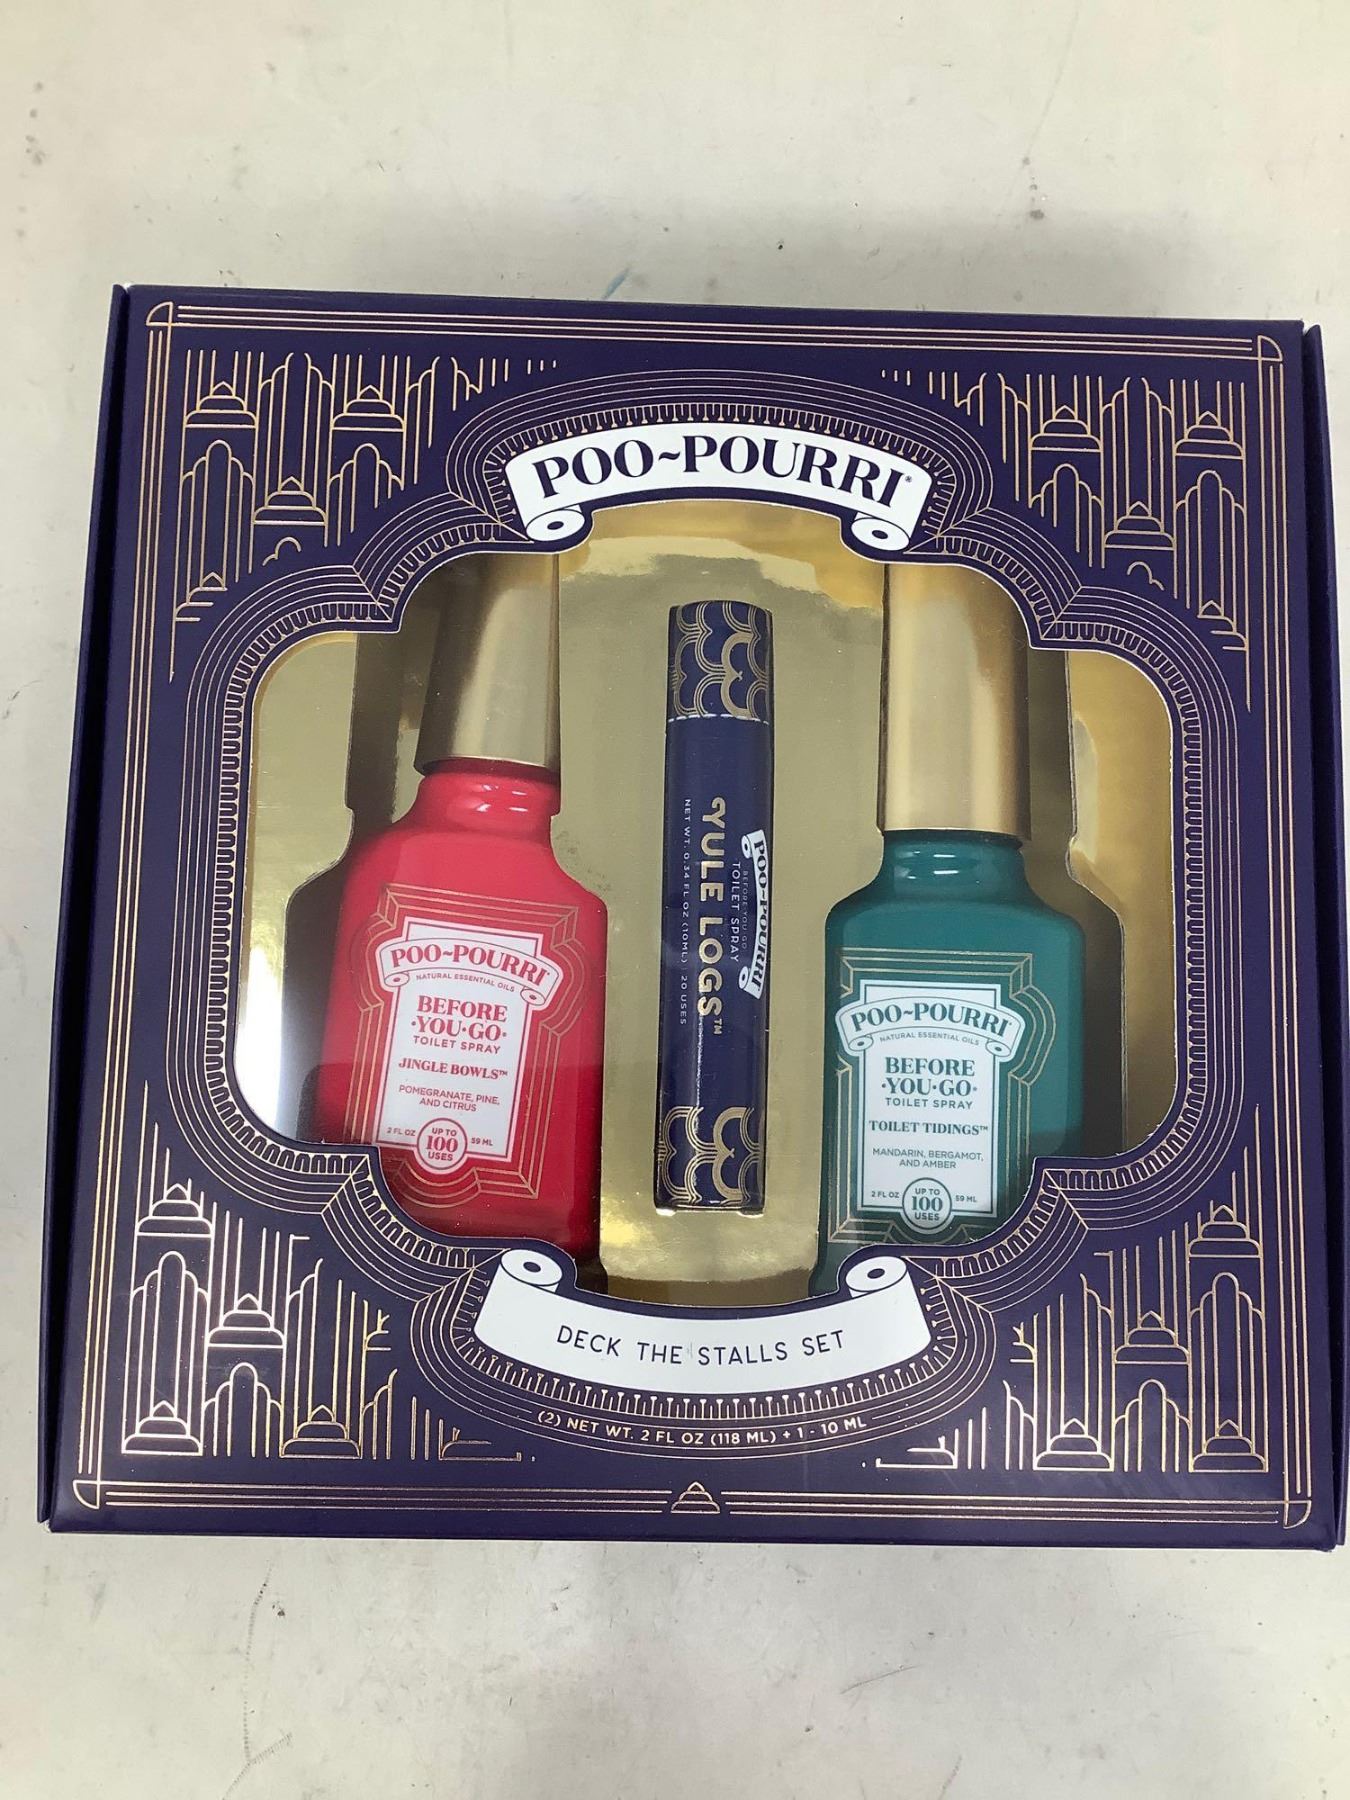 POO~POURRI®
POO~POURRI
NATURAL ESSENTIAL OILS
BEFORE
·YOU·GO·
TOILET SPRAY
JINGLE BOWLS™
POMEGRANATE, PINE,
AND CITRUS
2 FL OZ
UP TO
100
USES
59 ML
POO~POURRI
BEFORE·YOU·GO
TOILET SPRAY
YULE LOGS™
NET WT. 0.34 FL OZ (10ML) | 20 USES
POO~POURRI
NATURAL ESSENTIAL OILS
BEFORE
·YOU·GO·
TOILET SPRAY
TOILET TIDINGS™
MANDARIN, BERGAMOT,
AND AMBER
2 FL OZ
UP TO
100
USES
59 ML
DECK THE STALLS SET
(2) NET WT. 2 FL OZ (118 ML) + 1 - 10 ML